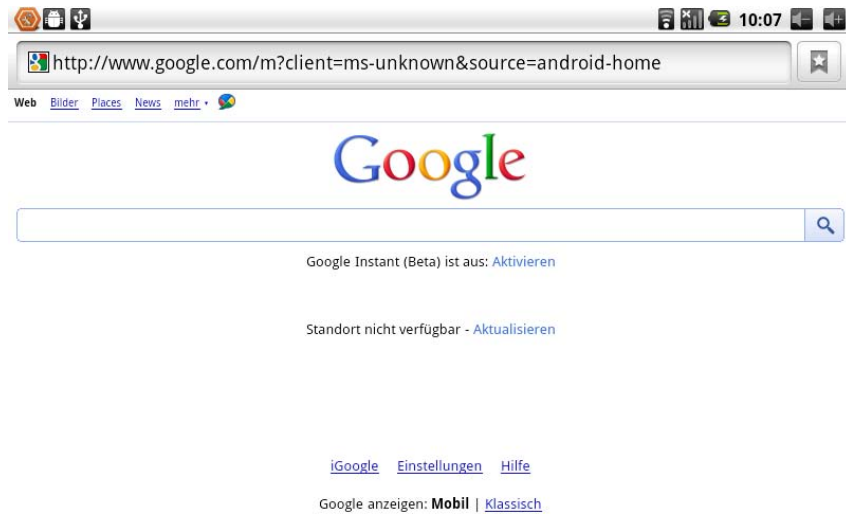 10:07
http://www.google.com/m?client=ms-unknown&source=android-home
Web Bilder Places News mehr
Google
Google Instant (Beta) ist aus: Aktivieren
Standort nicht verfügbar - Aktualisieren
iGoogle Einstellungen Hilfe
Google anzeigen: Mobil | Klassisch